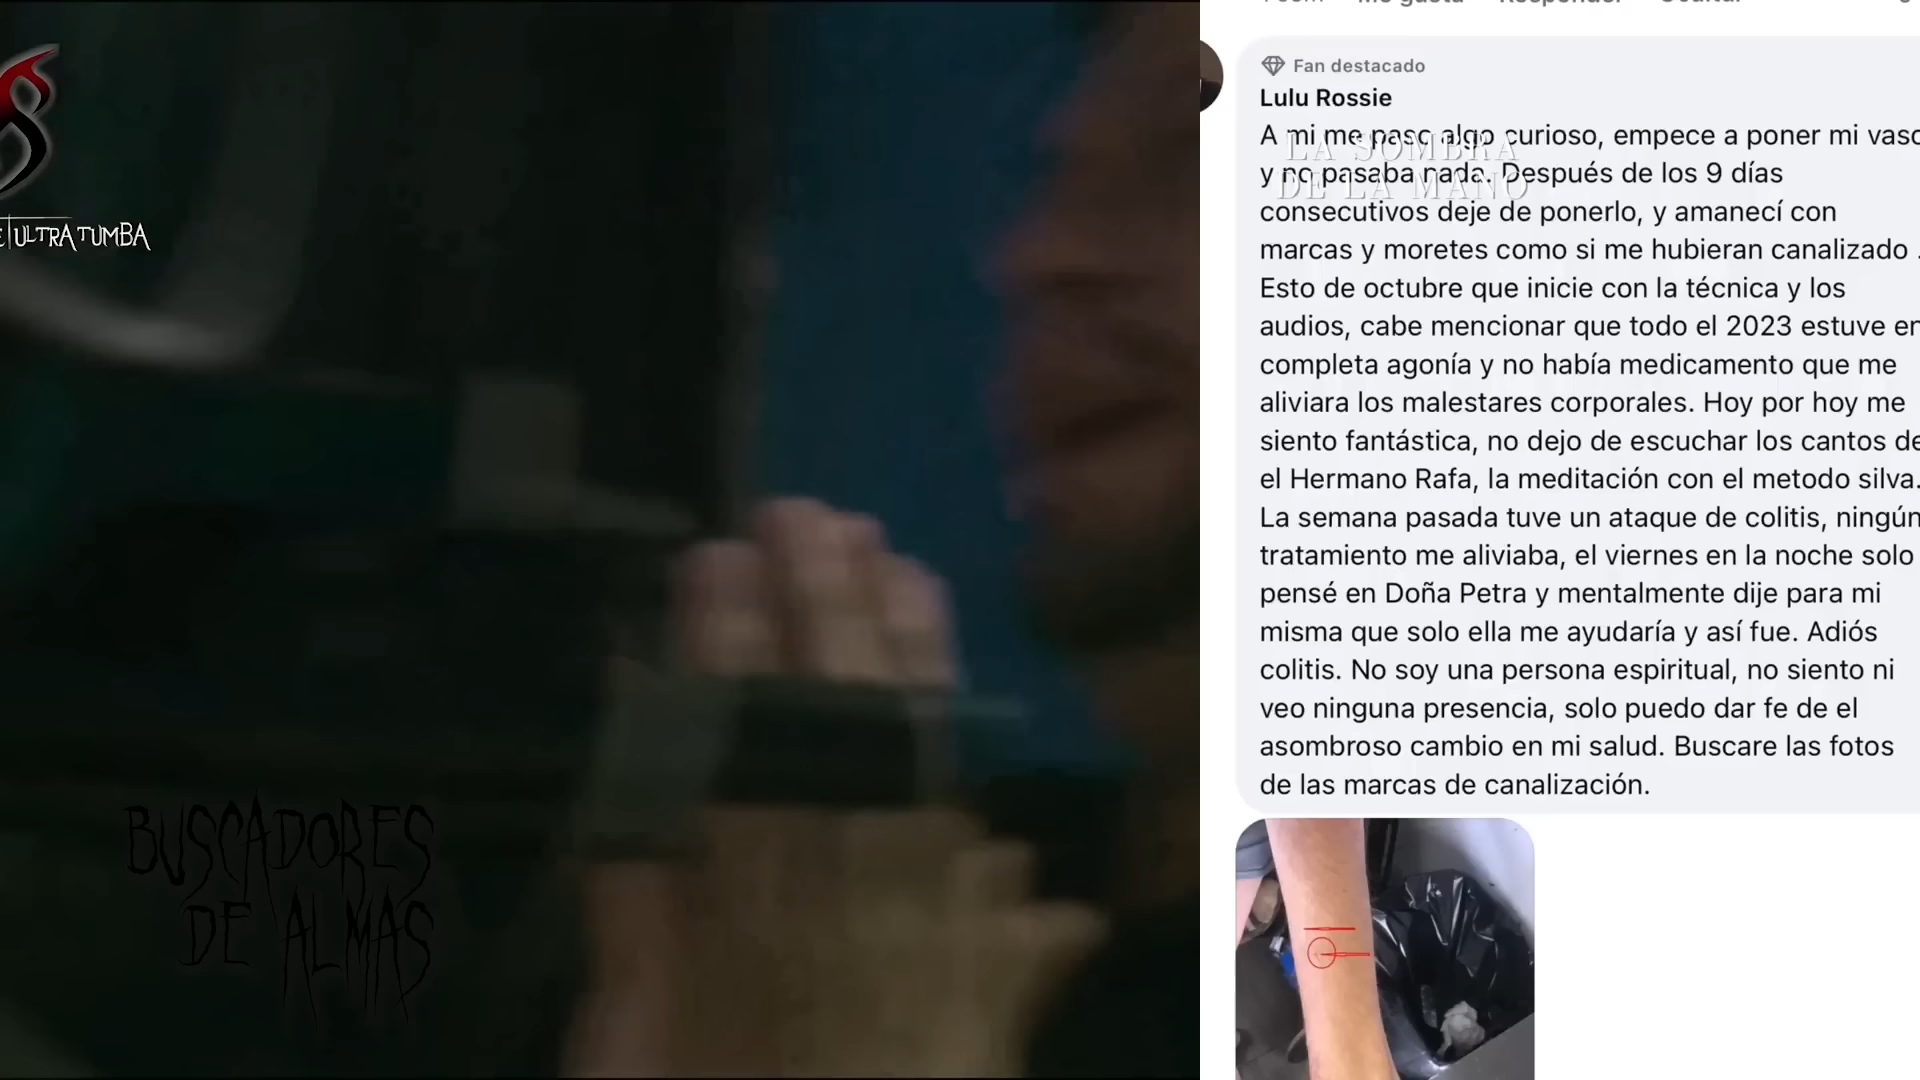 ULTRATUMBA
BUSCADORES
DE ALMAS
Me gusta Responder Ocultar
Fan destacado
Lulu Rossie
A mi me paso algo curioso, empece a poner mi vaso
y no pasaba nada. Después de los 9 días
consecutivos deje de ponerlo, y amanecí con
marcas y moretes como si me hubieran canalizado .
Esto de octubre que inicie con la técnica y los
audios, cabe mencionar que todo el 2023 estuve en
completa agonía y no había medicamento que me
aliviara los malestares corporales. Hoy por hoy me
siento fantástica, no dejo de escuchar los cantos de
el Hermano Rafa, la meditación con el metodo silva.
La semana pasada tuve un ataque de colitis, ningún
tratamiento me aliviaba, el viernes en la noche solo
pensé en Doña Petra y mentalmente dije para mi
misma que solo ella me ayudaría y así fue. Adiós
colitis. No soy una persona espiritual, no siento ni
veo ninguna presencia, solo puedo dar fe de el
asombroso cambio en mi salud. Buscare las fotos
de las marcas de canalización.
LA SOMBRA
DE LA MANO